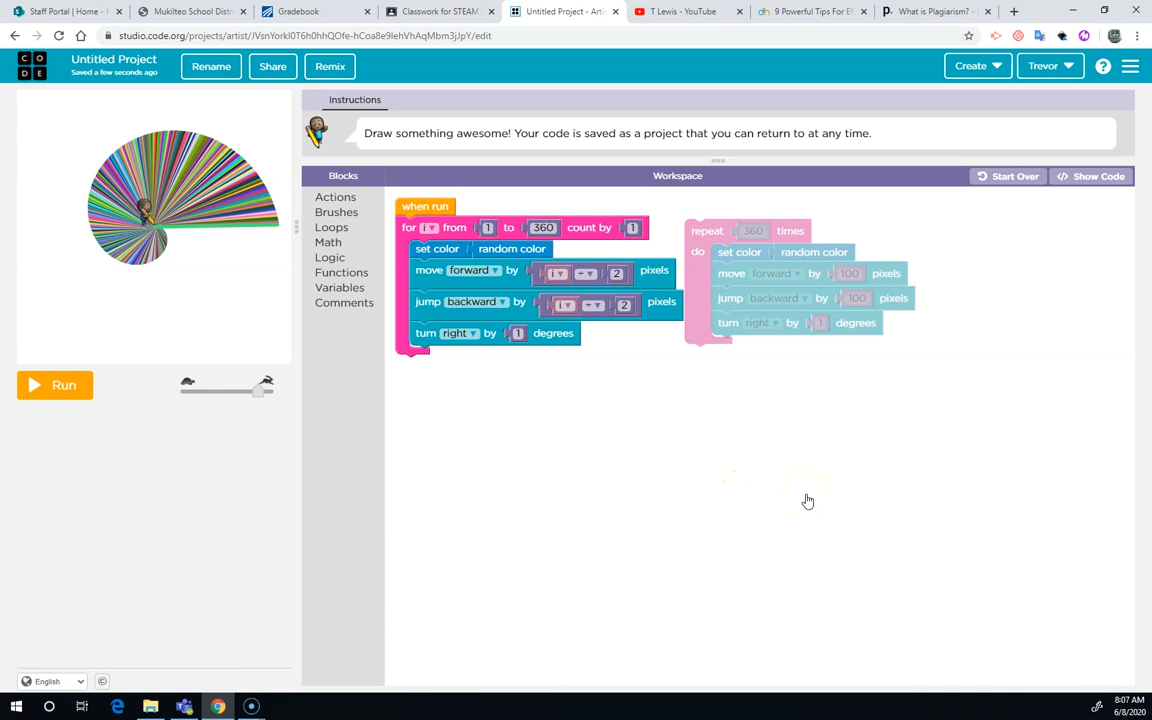 Staff Portal | Home -
Mukilteo School Distri
Gradebook
Classwork for STEAM
Untitled Project - Arti
T Lewis - YouTube
9 Powerful Tips For Ef
What is Plagiarism? -
studio.code.org/projects/artist/JVsnYorkI0T6h0hhQOfe-hCoa8e9IehVhAqMbm3jJpY/edit
C O
D E
Untitled Project
Saved a few seconds ago
Rename
Share
Remix
Create
Trevor
Instructions
Draw something awesome! Your code is saved as a project that you can return to at any time.
Blocks
Workspace
Start Over
Show Code
Actions
Brushes
Loops
Math
Logic
Functions
Variables
Comments
when run
for i from 1 to 360 count by 1
set color random color
move forward by i ÷ 2 pixels
jump backward by i ÷ 2 pixels
turn right by 1 degrees
repeat 360 times
do set color random color
move forward by 100 pixels
jump backward by 100 pixels
turn right by 1 degrees
Run
English
8:07 AM
6/8/2020